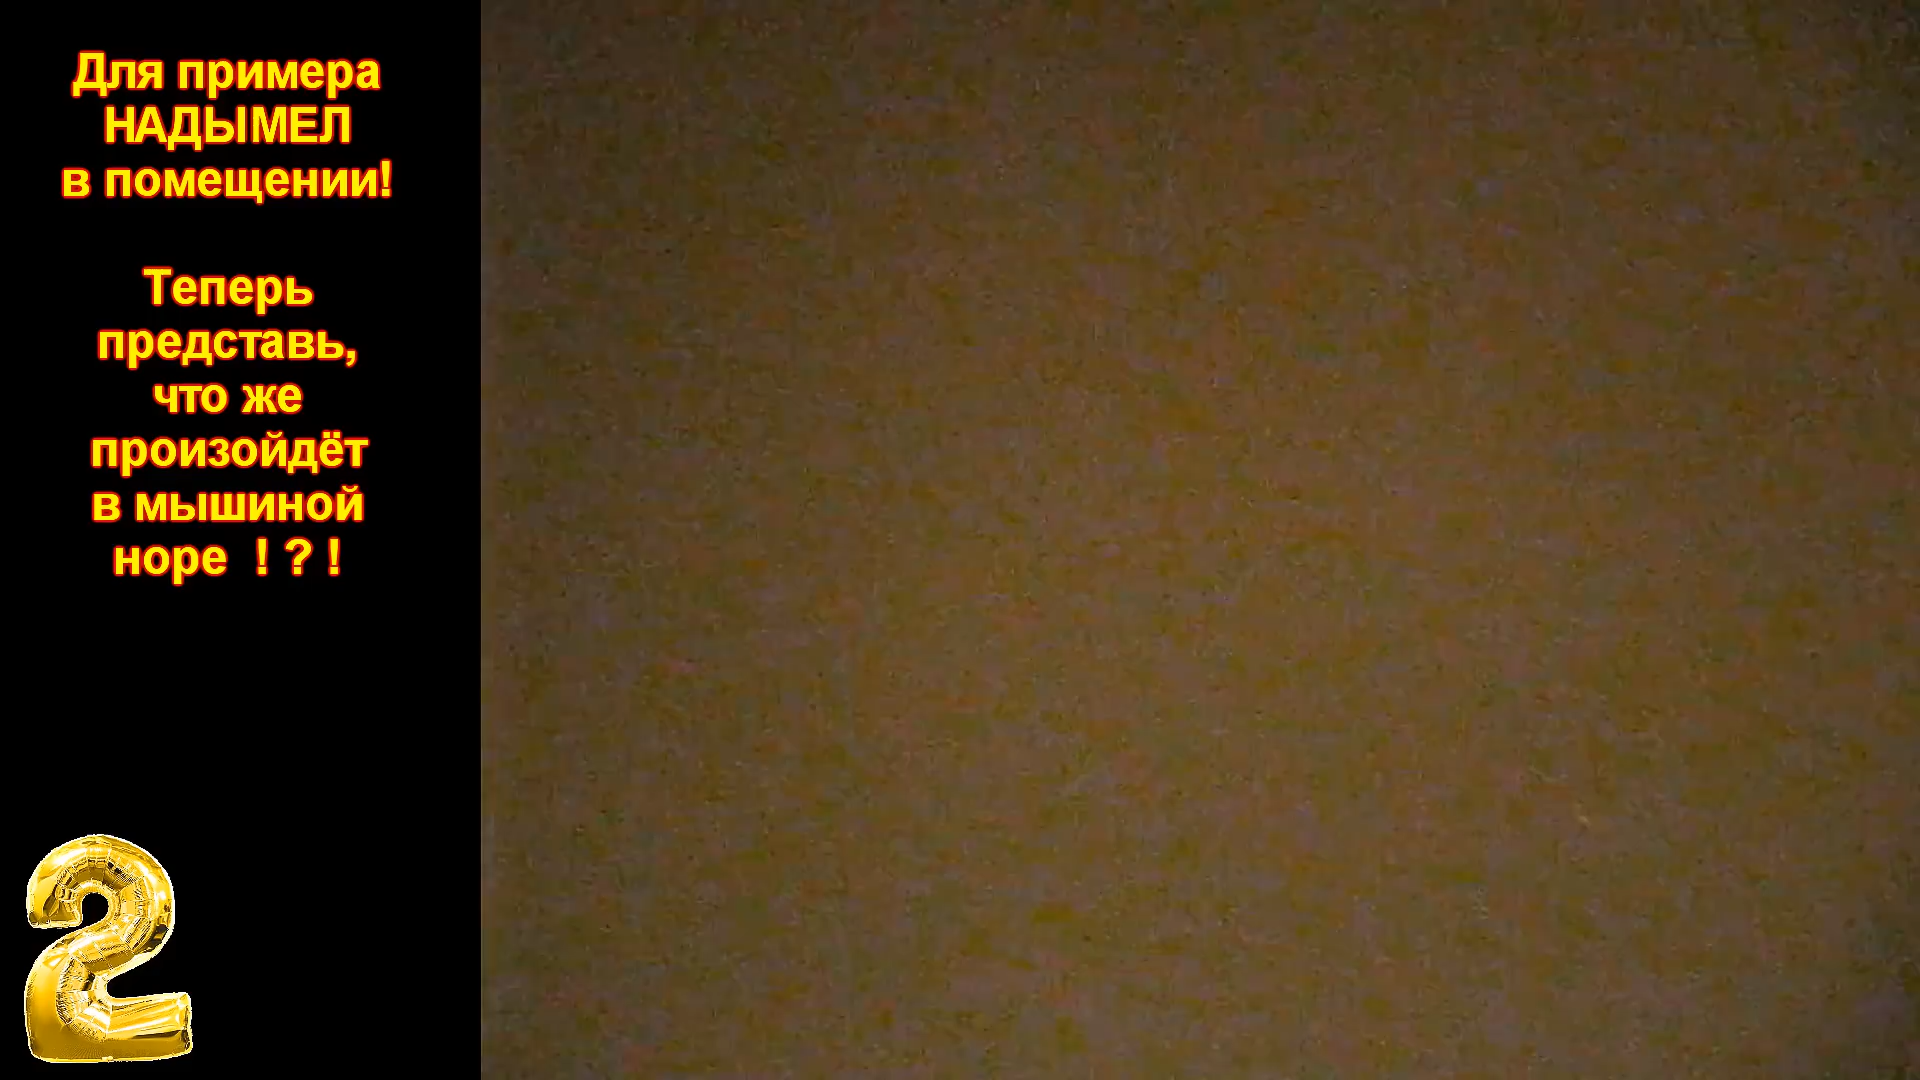 Для примера
НАДЫМЕЛ
в помещении!
Теперь
представь,
что же
произойдёт
в мышиной
норе  ! ? !
2